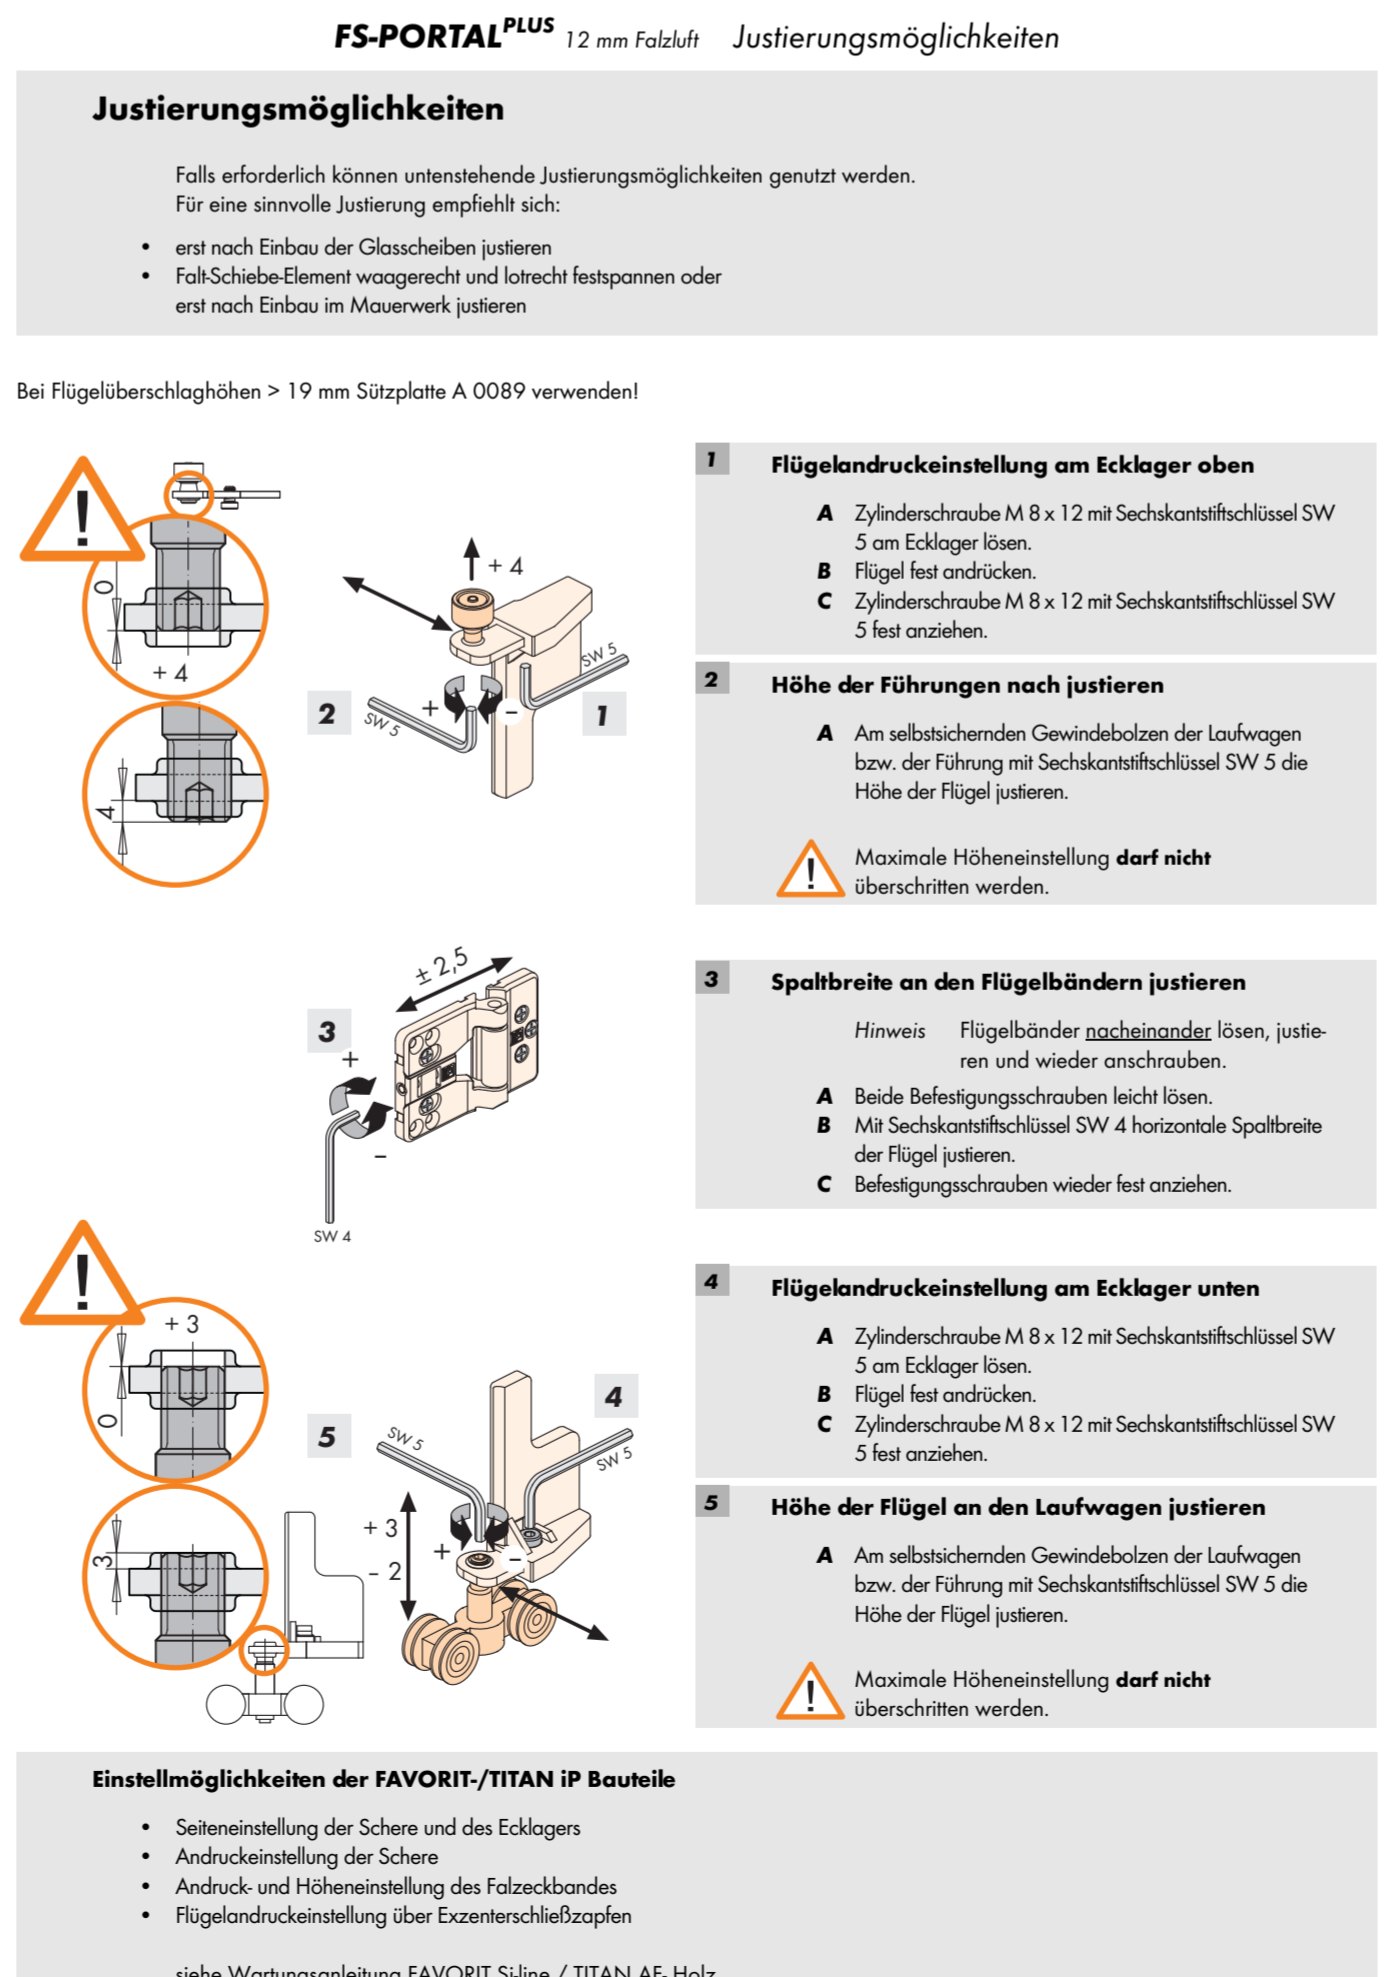 FS-PORTAL PLUS 12 mm Falzluft Justierungsmöglichkeiten
Justierungsmöglichkeiten
Falls erforderlich können untenstehende Justierungsmöglichkeiten genutzt werden.
Für eine sinnvolle Justierung empfiehlt sich:
• erst nach Einbau der Glasscheiben justieren
• Falt-Schiebe-Element waagerecht und lotrecht festspannen oder
erst nach Einbau im Mauerwerk justieren
Bei Flügelüberschlaghöhen > 19 mm Sützplatte A 0089 verwenden!
!
0
+ 4
4
+ 4
SW 5
SW 5
+
–
2
1
1 Flügelandruckeinstellung am Ecklager oben
A Zylinderschraube M 8 x 12 mit Sechskantstiftschlüssel SW
5 am Ecklager lösen.
B Flügel fest andrücken.
C Zylinderschraube M 8 x 12 mit Sechskantstiftschlüssel SW
5 fest anziehen.
2 Höhe der Führungen nach justieren
A Am selbstsichernden Gewindebolzen der Laufwagen
bzw. der Führung mit Sechskantstiftschlüssel SW 5 die
Höhe der Flügel justieren.
! Maximale Höheneinstellung darf nicht
überschritten werden.
± 2,5
3
+
–
SW 4
3 Spaltbreite an den Flügelbändern justieren
Hinweis Flügelbänder nacheinander lösen, justie-
ren und wieder anschrauben.
A Beide Befestigungsschrauben leicht lösen.
B Mit Sechskantstiftschlüssel SW 4 horizontale Spaltbreite
der Flügel justieren.
C Befestigungsschrauben wieder fest anziehen.
!
+ 3
0
3
5
4
SW 5
SW 5
+ 3
– 2
+
–
4 Flügelandruckeinstellung am Ecklager unten
A Zylinderschraube M 8 x 12 mit Sechskantstiftschlüssel SW
5 am Ecklager lösen.
B Flügel fest andrücken.
C Zylinderschraube M 8 x 12 mit Sechskantstiftschlüssel SW
5 fest anziehen.
5 Höhe der Flügel an den Laufwagen justieren
A Am selbstsichernden Gewindebolzen der Laufwagen
bzw. der Führung mit Sechskantstiftschlüssel SW 5 die
Höhe der Flügel justieren.
! Maximale Höheneinstellung darf nicht
überschritten werden.
Einstellmöglichkeiten der FAVORIT-/TITAN iP Bauteile
• Seiteneinstellung der Schere und des Ecklagers
• Andruckeinstellung der Schere
• Andruck- und Höheneinstellung des Falzeckbandes
• Flügelandruckeinstellung über Exzenterschließzapfen
siehe Wartungsanleitung FAVORIT Si-line / TITAN AF- Holz